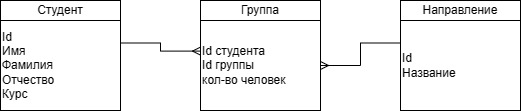 Студент
Id
Имя
Фамилия
Отчество
Курс
Группа
Id студента
Id группы
кол-во человек
Направление
Id
Название